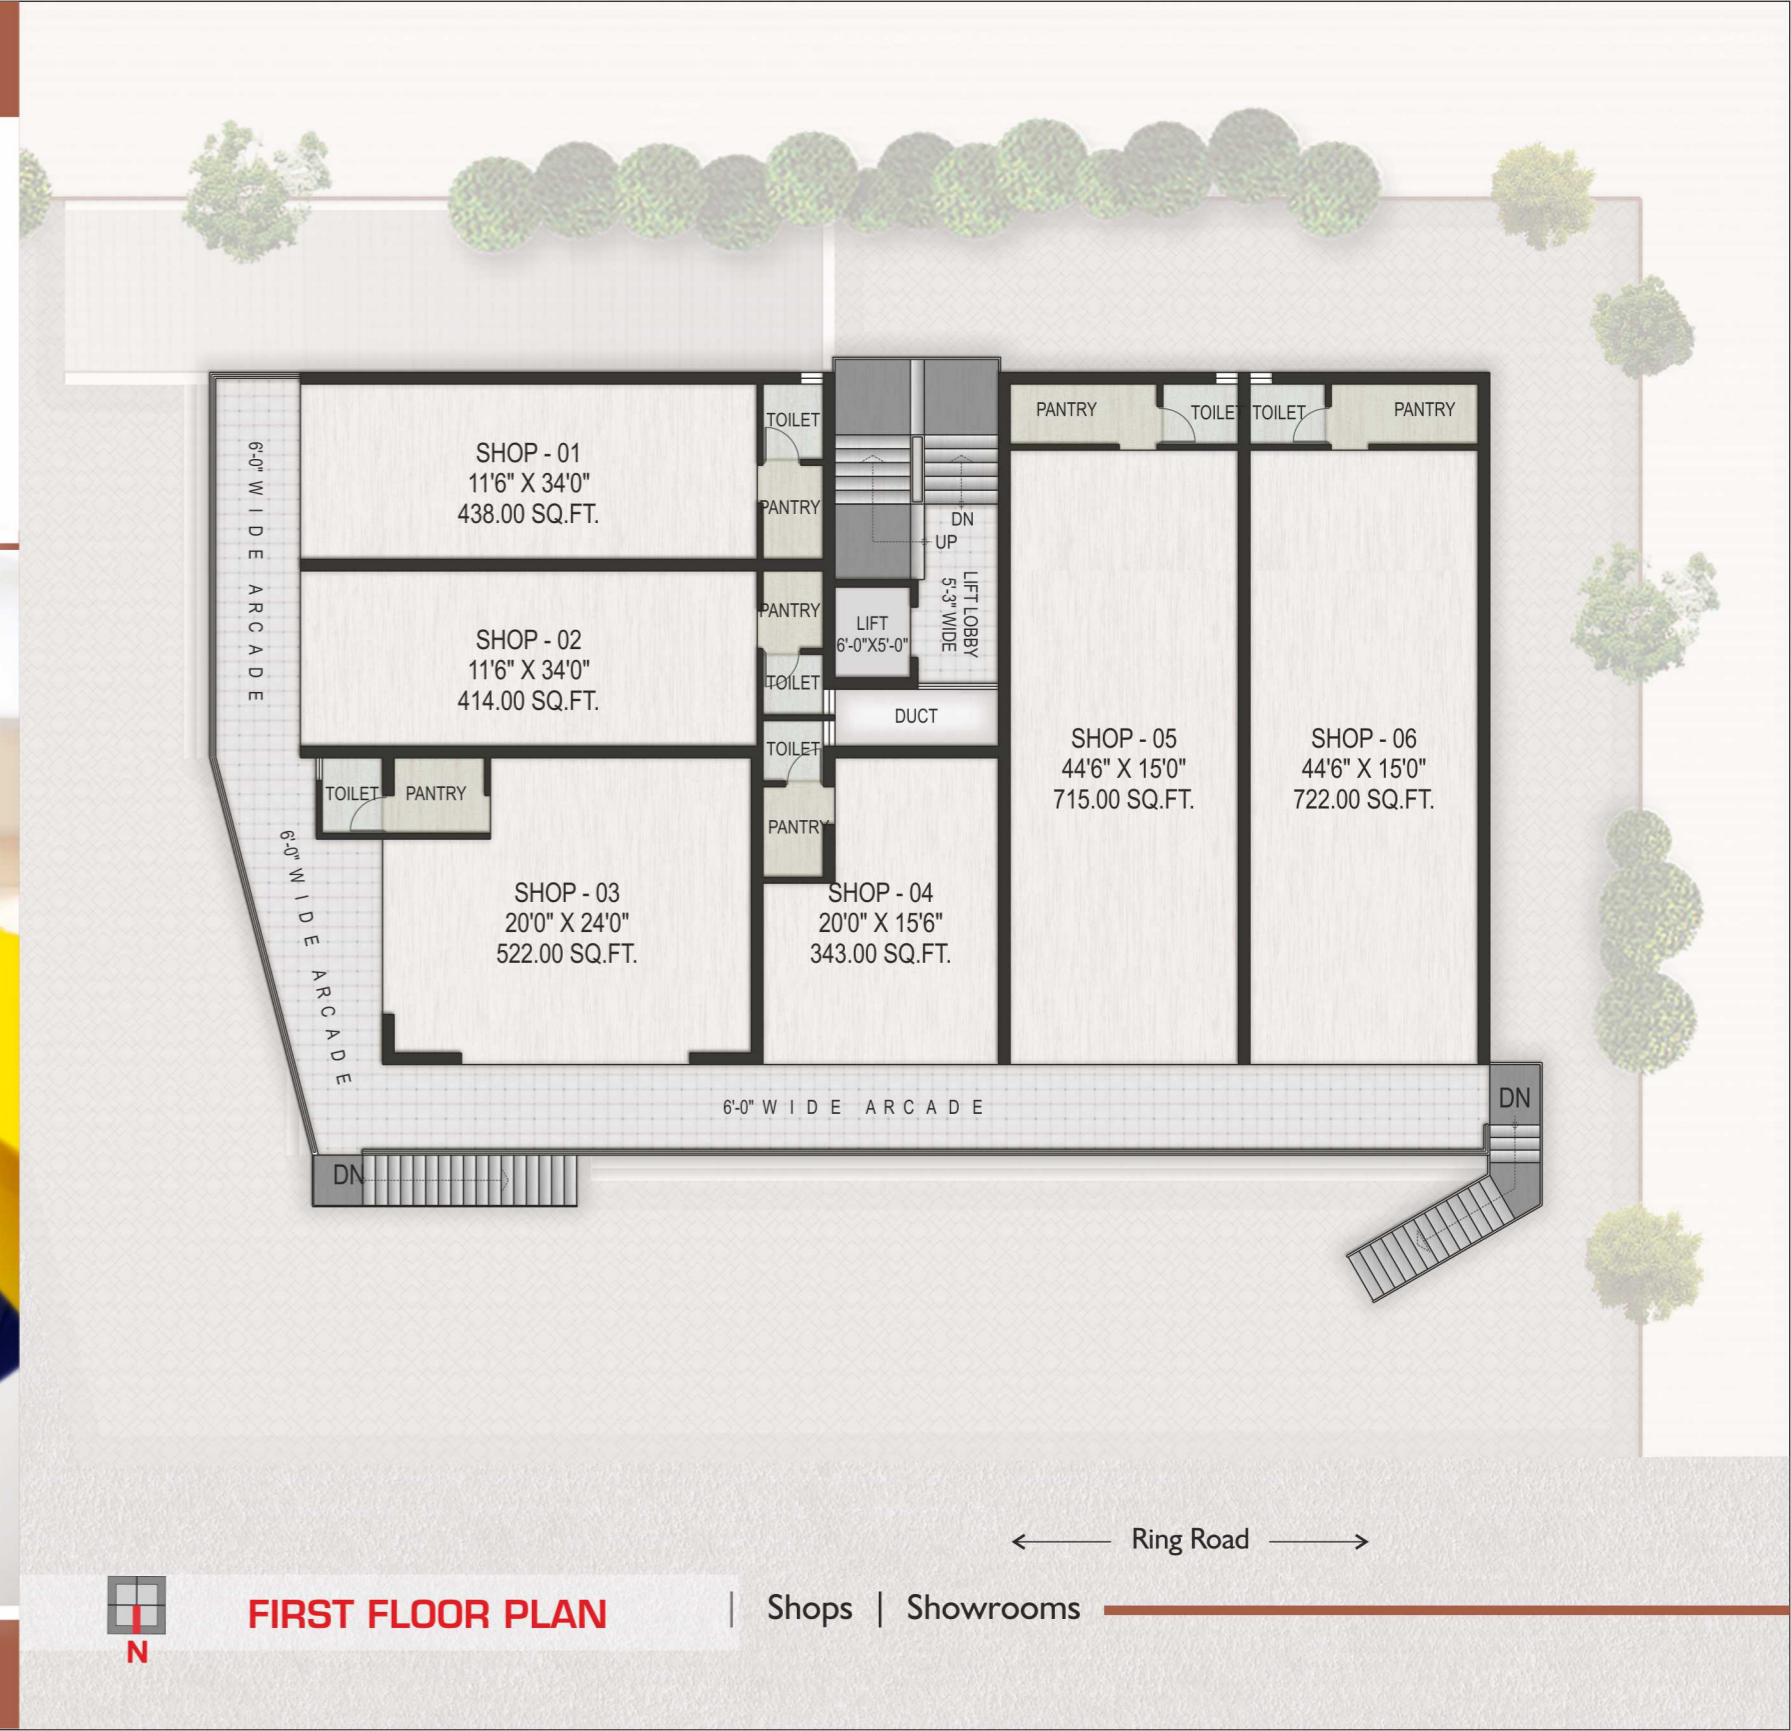 TOILET
PANTRY
TOILET
TOILET
PANTRY
SHOP - 01
11'6" X 34'0"
438.00 SQ.FT.
PANTRY
6'-0" WIDE ARCADE
DN
UP
LIFT LOBBY
5'-3" WIDE
PANTRY
LIFT
6'-0"X5'-0"
SHOP - 02
11'6" X 34'0"
414.00 SQ.FT.
TOILET
DUCT
TOILET
SHOP - 05
44'6" X 15'0"
715.00 SQ.FT.
SHOP - 06
44'6" X 15'0"
722.00 SQ.FT.
TOILET
PANTRY
PANTRY
6'-0" WIDE ARCADE
SHOP - 03
20'0" X 24'0"
522.00 SQ.FT.
SHOP - 04
20'0" X 15'6"
343.00 SQ.FT.
6'-0" WIDE ARCADE
DN
DN
Ring Road
N
FIRST FLOOR PLAN
| Shops | Showrooms